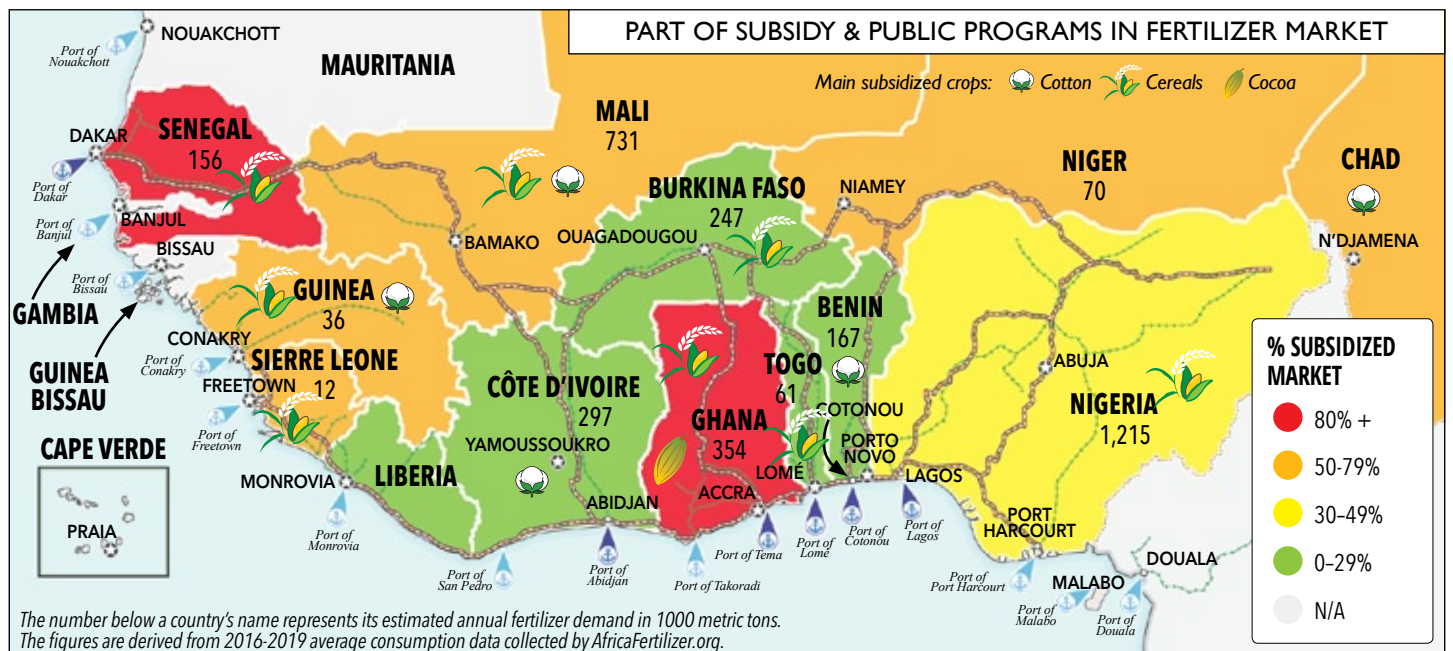 PART OF SUBSIDY & PUBLIC PROGRAMS IN FERTILIZER MARKET
Main subsidized crops: Cotton Cereals Cocoa
NOUAKCHOTT
Port of
Nouakchott
MAURITANIA
MALI
731
SENEGAL
156
DAKAR
Port of
Dakar
BANJUL
Port of
Banjul
BISSAU
Port of
Bissau
GAMBIA
GUINEA
BISSAU
BAMAKO
BURKINA FASO
247
OUAGADOUGOU
NIAMEY
NIGER
70
CHAD
N'DJAMENA
GUINEA
36
CONAKRY
Port of
Conakry
SIERRE LEONE
12
FREETOWN
Port of
Freetown
CAPE VERDE
PRAIA
MONROVIA
Port of
Monrovia
LIBERIA
CÔTE D'IVOIRE
297
YAMOUSSOUKRO
ABIDJAN
Port of
San Pedro
Port of
Abidjan
GHANA
354
ACCRA
Port of Takoradi
Port of Tema
TOGO
61
LOMÉ
Port of
Lomé
BENIN
167
COTONOU
PORTO
NOVO
Port of
Cotonou
LAGOS
Port of
Lagos
ABUJA
NIGERIA
1,215
PORT
HARCOURT
Port of
Port Harcourt
MALABO
Port of
Malabo
DOUALA
Port of
Douala
% SUBSIDIZED
MARKET
80% +
50-79%
30–49%
0–29%
N/A
The number below a country's name represents its estimated annual fertilizer demand in 1000 metric tons.
The figures are derived from 2016-2019 average consumption data collected by AfricaFertilizer.org.